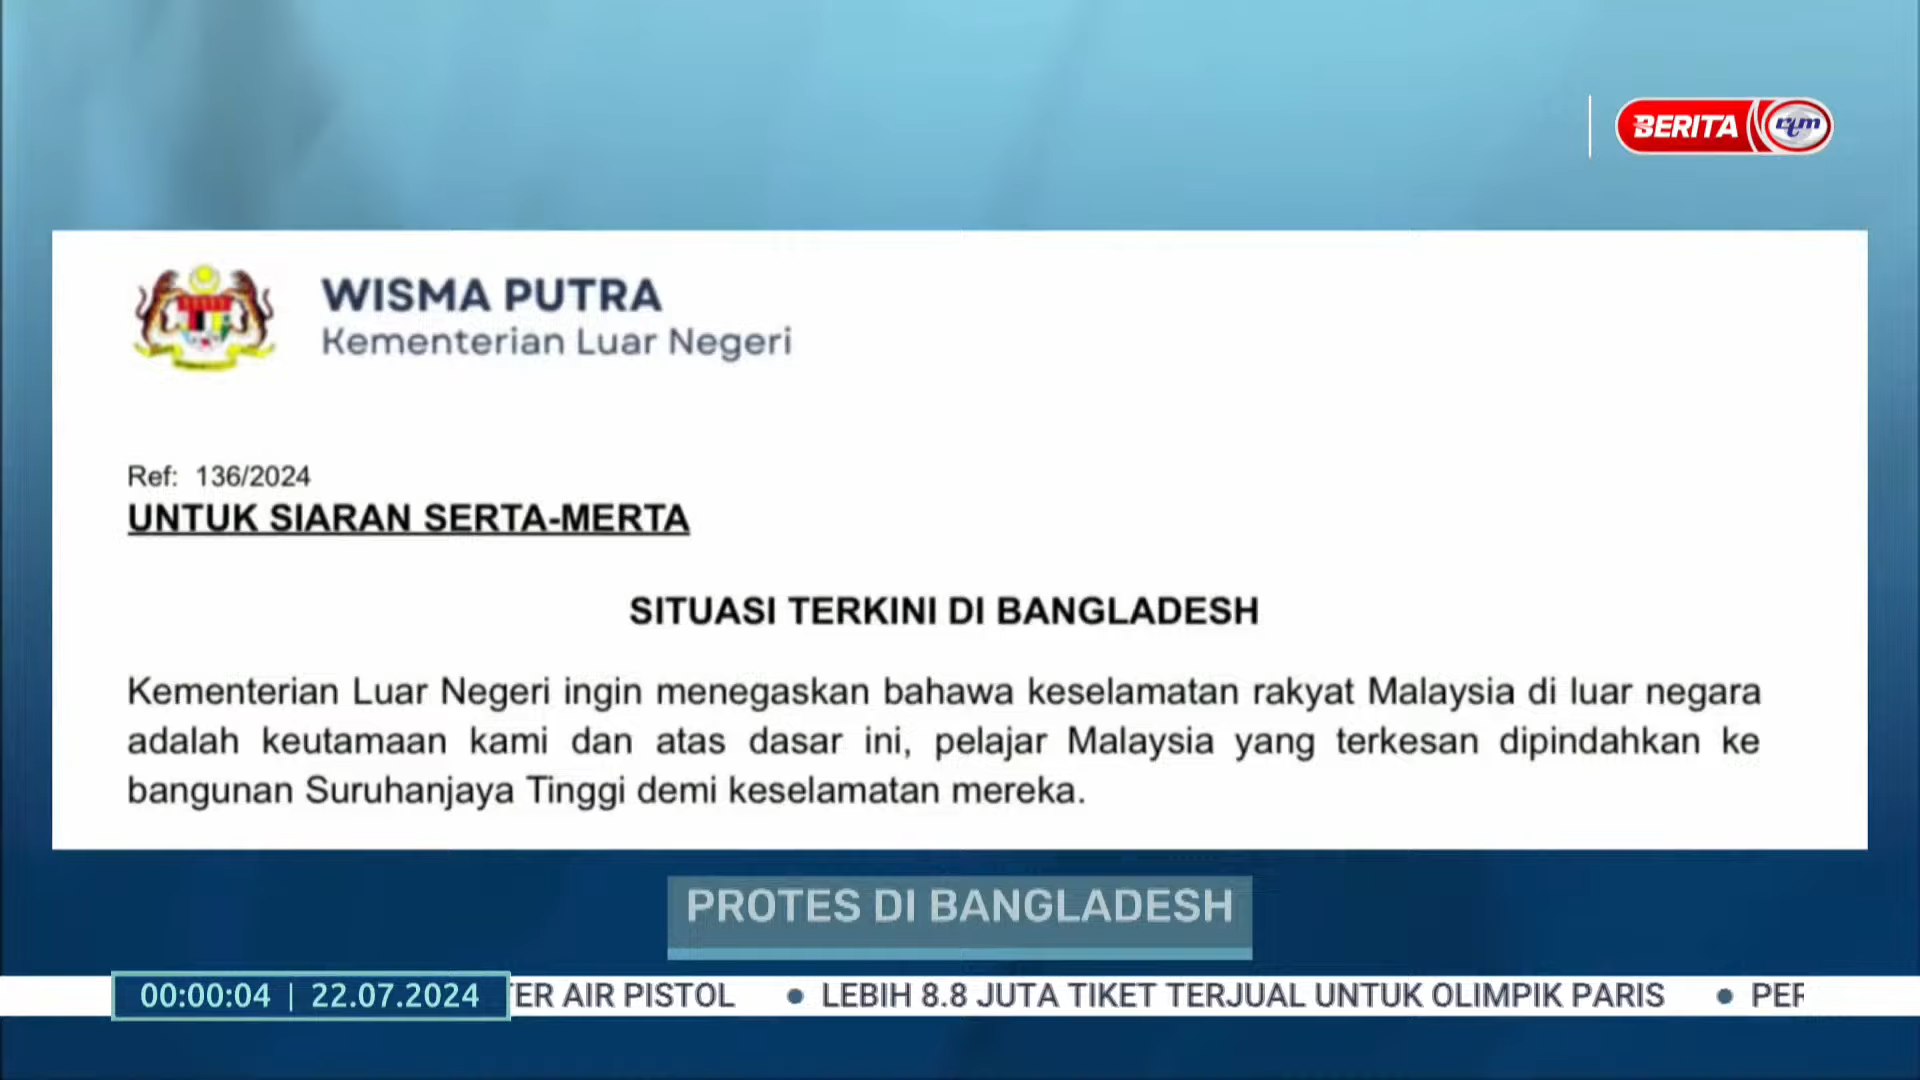 BERITA rtm
WISMA PUTRA
Kementerian Luar Negeri
Ref: 136/2024
UNTUK SIARAN SERTA-MERTA
SITUASI TERKINI DI BANGLADESH
Kementerian Luar Negeri ingin menegaskan bahawa keselamatan rakyat Malaysia di luar negara
adalah keutamaan kami dan atas dasar ini, pelajar Malaysia yang terkesan dipindahkan ke
bangunan Suruhanjaya Tinggi demi keselamatan mereka.
PROTES DI BANGLADESH
00:00:04 | 22.07.2024 TER AIR PISTOL • LEBIH 8.8 JUTA TIKET TERJUAL UNTUK OLIMPIK PARIS •